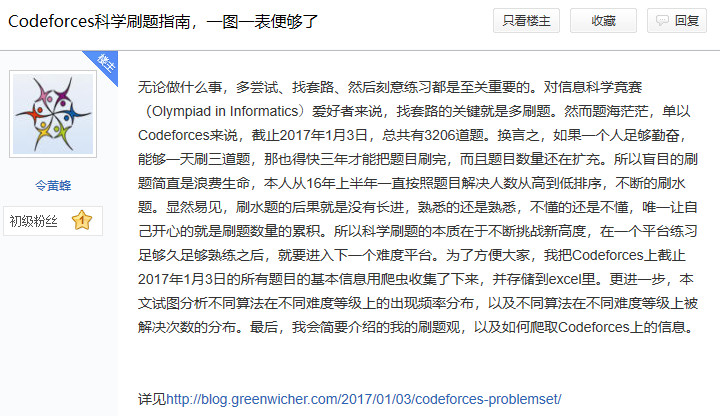 Codeforces科学刷题指南，一图一表便够了
只看楼主
收藏
回复
楼主
令黄蜂
初级粉丝
1
无论做什么事，多尝试、找套路、然后刻意练习都是至关重要的。对信息科学竞赛
（Olympiad in Informatics）爱好者来说，找套路的关键就是多刷题。然而题海茫茫，单以
Codeforces来说，截止2017年1月3日，总共有3206道题。换言之，如果一个人足够勤奋，
能够一天刷三道题，那也得快三年才能把题目刷完，而且题目数量还在扩充。所以盲目的刷
题简直是浪费生命，本人从16年上半年一直按照题目解决人数从高到低排序，不断的刷水
题。显然易见，刷水题的后果就是没有长进，熟悉的还是熟悉，不懂的还是不懂，唯一让自
己开心的就是刷题数量的累积。所以科学刷题的本质在于不断挑战新高度，在一个平台练习
足够久足够熟练之后，就要进入下一个难度平台。为了方便大家，我把Codeforces上截止
2017年1月3日的所有题目的基本信息用爬虫收集了下来，并存储到excel里。更进一步，本
文试图分析不同算法在不同难度等级上的出现频率分布，以及不同算法在不同难度等级上被
解决次数的分布。最后，我会简要介绍的我的刷题观，以及如何爬取Codeforces上的信息。
详见http://blog.greenwicher.com/2017/01/03/codeforces-problemset/